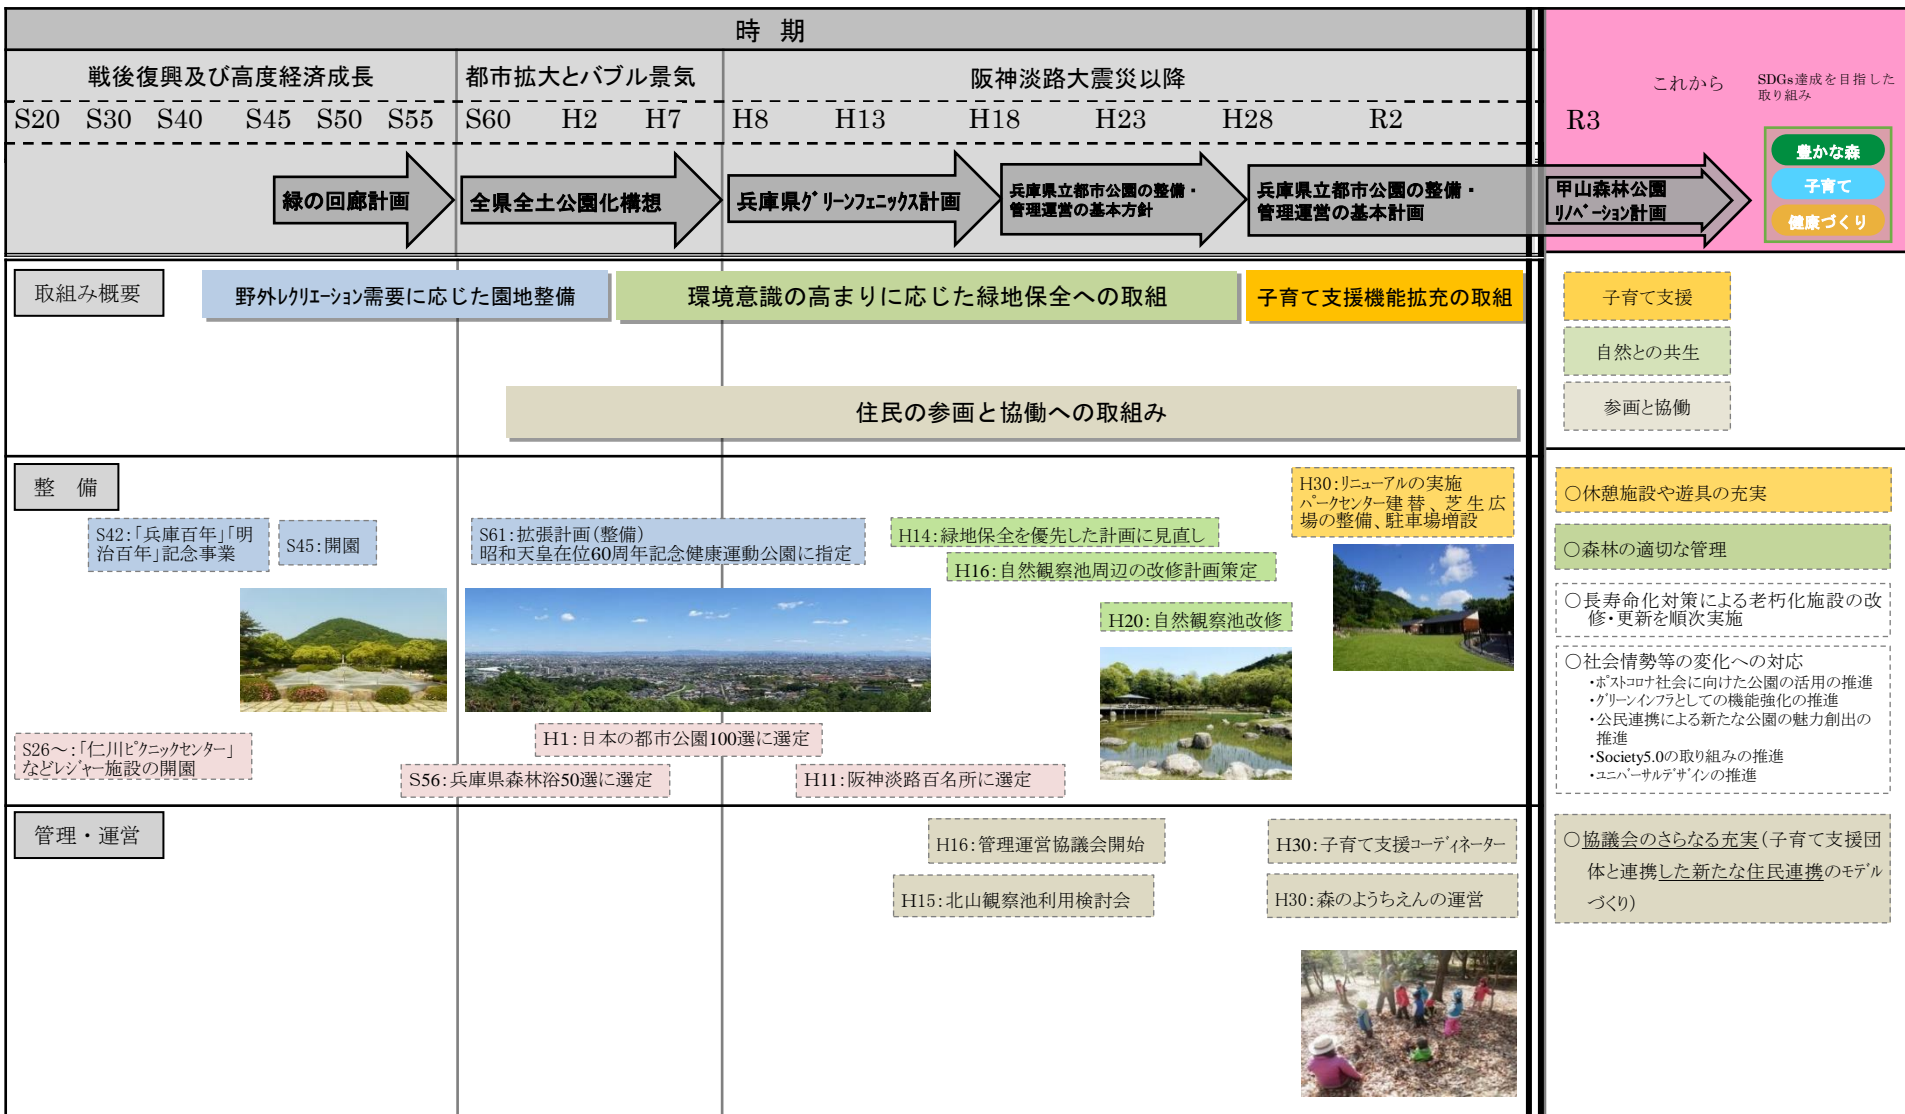 時 期
戦後復興及び高度経済成長
都市拡大とバブル景気
阪神淡路大震災以降
これから
SDGs達成を目指した
取り組み
S20 S30 S40 S45 S50 S55 S60 H2 H7 H8 H13 H18 H23 H28 R2 R3
緑の回廊計画
全県全土公園化構想
兵庫県グリーンフェニックス計画
兵庫県立都市公園の整備・
管理運営の基本方針
兵庫県立都市公園の整備・
管理運営の基本計画
甲山森林公園
リノベーション計画
豊かな森
子育て
健康づくり
取組み概要
野外レクリエーション需要に応じた園地整備
環境意識の高まりに応じた緑地保全への取組
子育て支援機能拡充の取組
住民の参画と協働への取組み
子育て支援
自然との共生
参画と協働
整 備
S42:「兵庫百年」「明
治百年」記念事業
S45:開園
S61:拡張計画(整備)
昭和天皇在位60周年記念健康運動公園に指定
H14:緑地保全を優先した計画に見直し
H16:自然観察池周辺の改修計画策定
H20:自然観察池改修
H30:リニューアルの実施
パークセンター建替、芝生広
場の整備、駐車場増設
S26～:「仁川ピクニックセンター」
などレジャー施設の開園
H1:日本の都市公園100選に選定
S56:兵庫県森林浴50選に選定
H11:阪神淡路百名所に選定
○休憩施設や遊具の充実
○森林の適切な管理
○長寿命化対策による老朽化施設の改
修・更新を順次実施
○社会情勢等の変化への対応
・ポストコロナ社会に向けた公園の活用の推進
・グリーンインフラとしての機能強化の推進
・公民連携による新たな公園の魅力創出の
推進
・Society5.0の取り組みの推進
・ユニバーサルデザインの推進
管理・運営
H16:管理運営協議会開始
H15:北山観察池利用検討会
H30:子育て支援コーディネーター
H30:森のようちえんの運営
○協議会のさらなる充実(子育て支援団
体と連携した新たな住民連携のモデル
づくり)